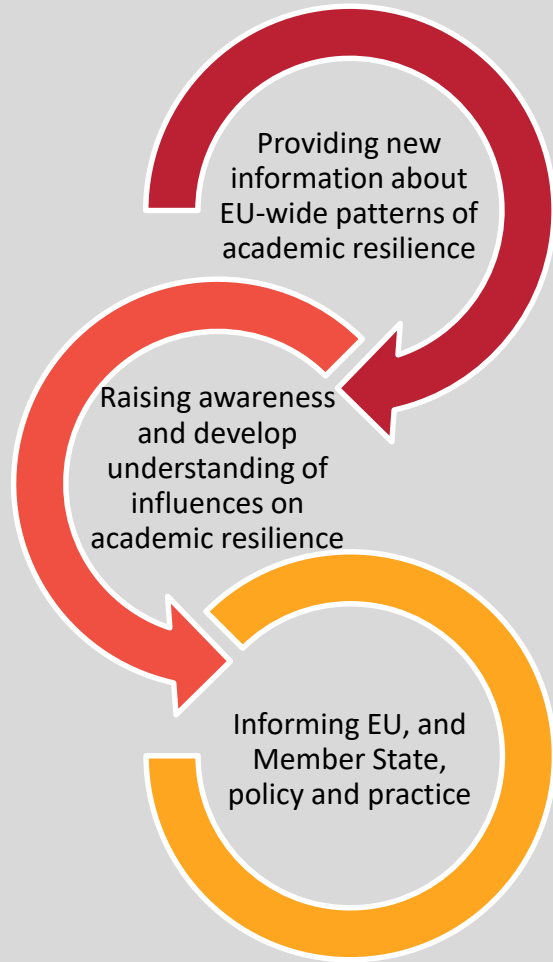 Providing new
information about
EU-wide patterns of
academic resilience
Raising awareness
and develop
understanding of
influences on
academic resilience
Informing EU, and
Member State,
policy and practice